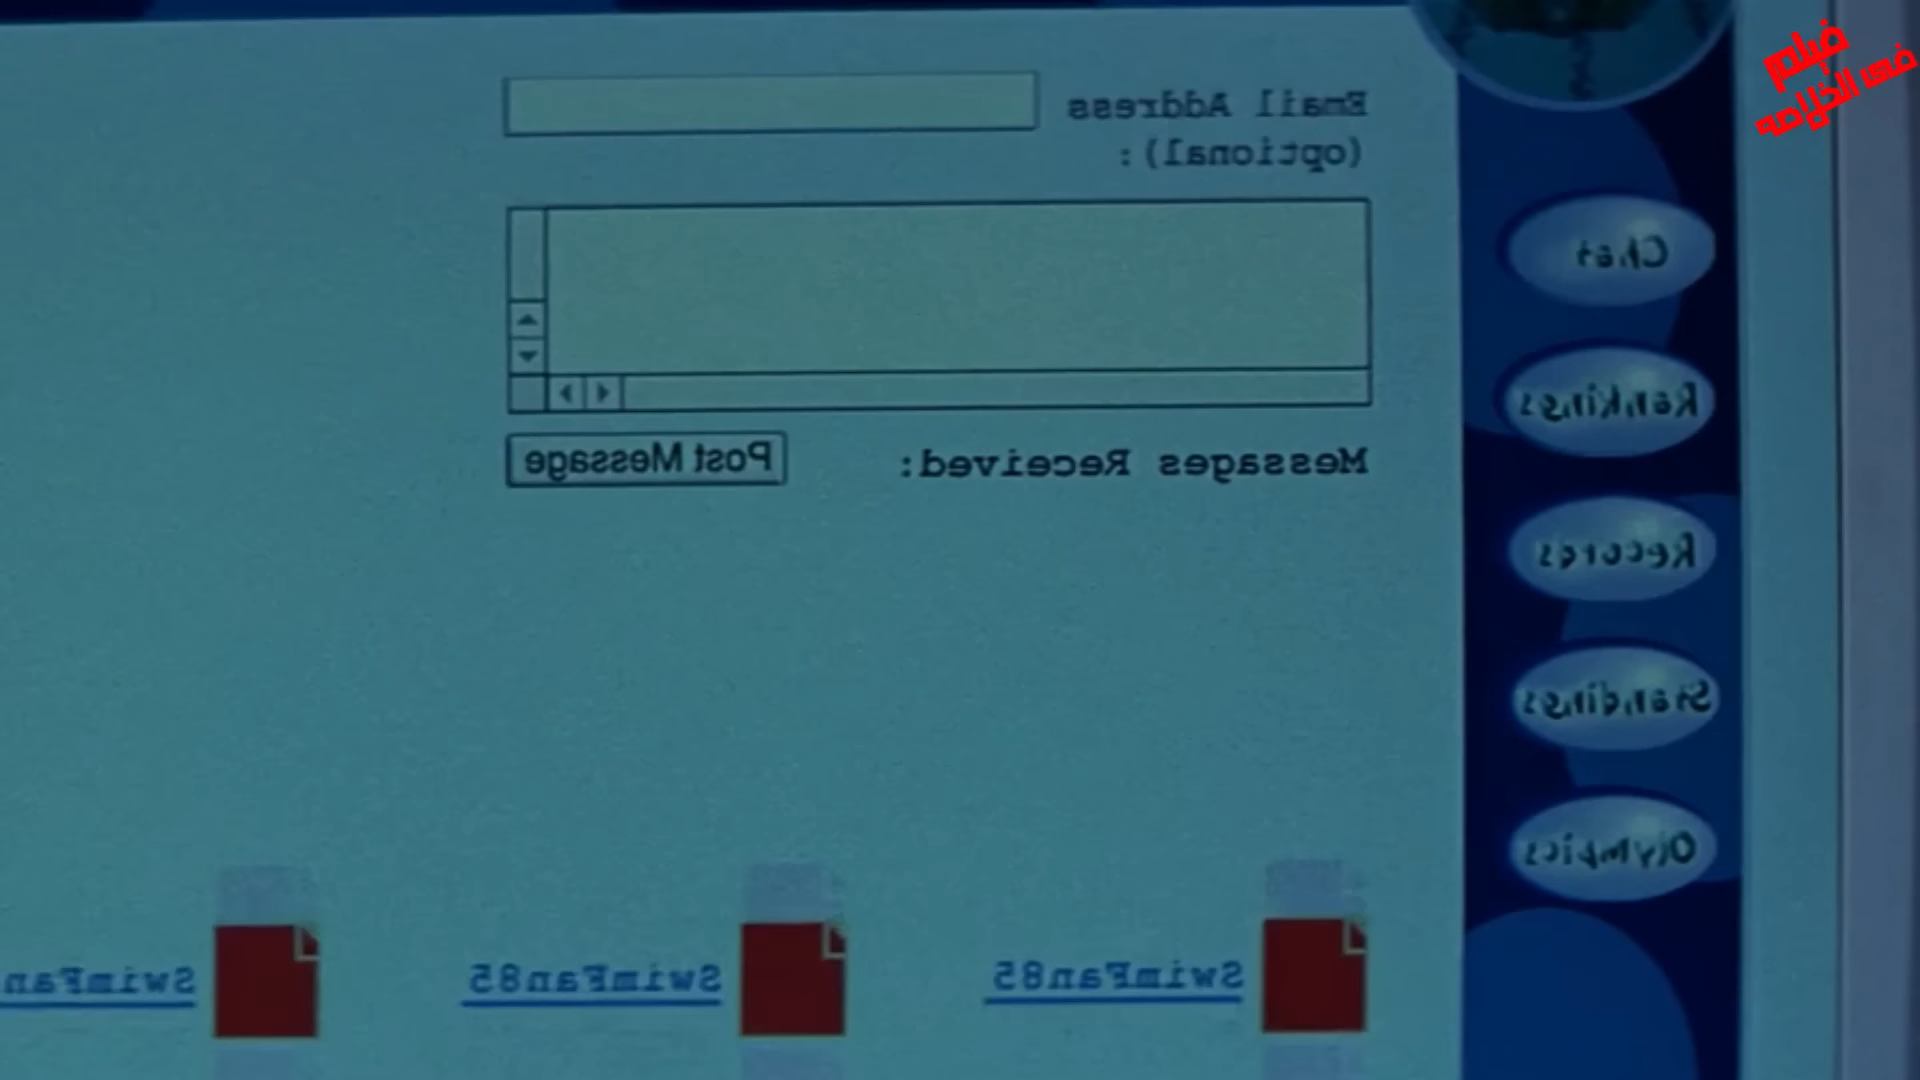 فيلم
في الخلاصه
Email Address
(optional):
Chat
Rankings
Messages Received:
Post Message
Records
Standings
Olympics
SwimFan85
SwimFan85
SwimFan